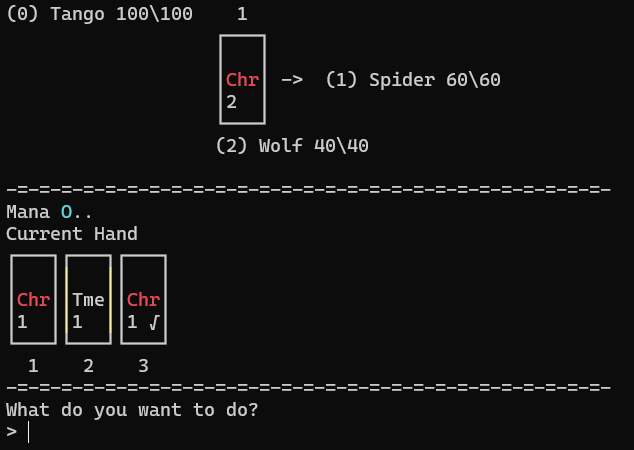 (0) Tango 100\100    1
Chr -> (1) Spider 60\60
2
(2) Wolf 40\40
-=-=-=-=-=-=-=-=-=-=-=-=-=-=-=-=-=-=-=-=-=-=-=-=-=-=-=-
Mana O..
Current Hand
Chr Tme Chr
1 1 1 √
1 2 3
-=-=-=-=-=-=-=-=-=-=-=-=-=-=-=-=-=-=-=-=-=-=-=-=-=-=-=-
What do you want to do?
>